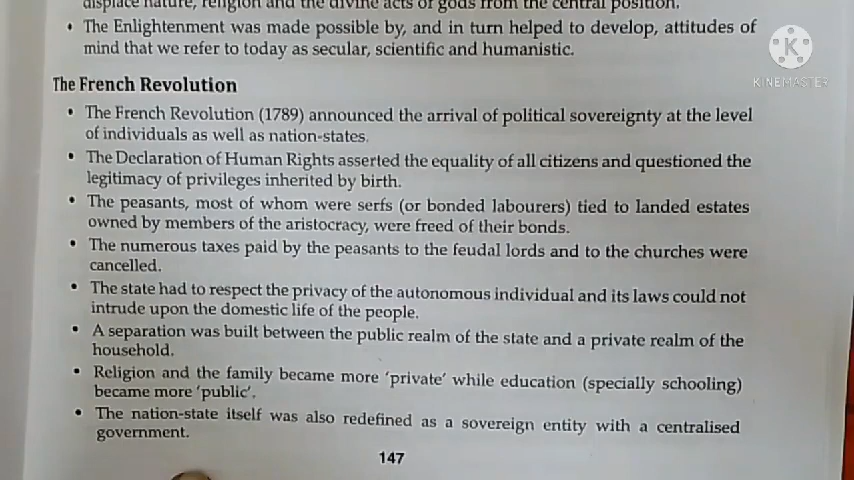 displace nature, religion and the divine acts of gods from the central position.
• The Enlightenment was made possible by, and in turn helped to develop, attitudes of
mind that we refer to today as secular, scientific and humanistic.
The French Revolution
• The French Revolution (1789) announced the arrival of political sovereignty at the level
of individuals as well as nation-states.
• The Declaration of Human Rights asserted the equality of all citizens and questioned the
legitimacy of privileges inherited by birth.
• The peasants, most of whom were serfs (or bonded labourers) tied to landed estates
owned by members of the aristocracy, were freed of their bonds.
• The numerous taxes paid by the peasants to the feudal lords and to the churches were
cancelled.
• The state had to respect the privacy of the autonomous individual and its laws could not
intrude upon the domestic life of the people.
• A separation was built between the public realm of the state and a private realm of the
household.
• Religion and the family became more 'private' while education (specially schooling)
became more 'public'.
• The nation-state itself was also redefined as a sovereign entity with a centralised
government.
147
K
KINEMASTER